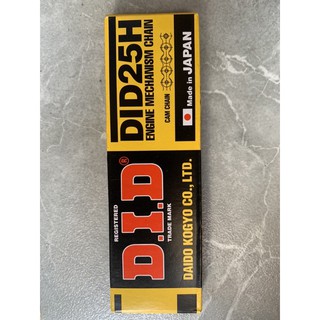 DID25H
ENGINE MECHANISM CHAIN
CAM CHAIN
Made in JAPAN
REGISTERED
TRADE MARK
D.I.D®
DAIDO KOGYO CO., LTD.